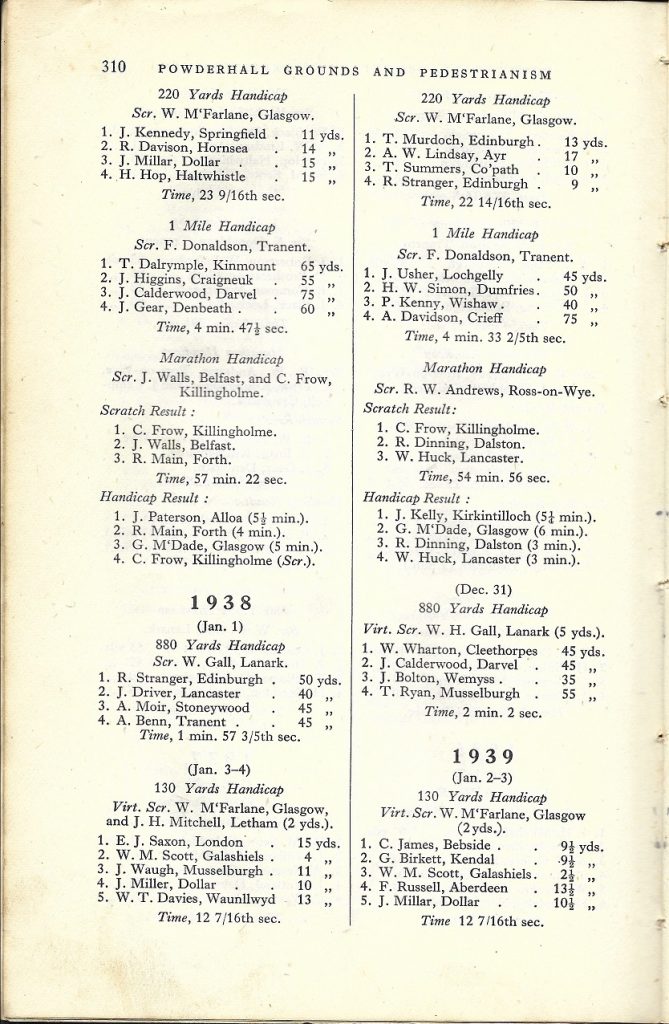 310 POWDERHALL GROUNDS AND PEDESTRIANISM
220 Yards Handicap
Scr. W. M‘Farlane, Glasgow.
1. J. Kennedy, Springfield . 11 yds.
2. R. Davison, Hornsea . 14 „
3. J. Millar, Dollar . . 15 „
4. H. Hop, Haltwhistle . 15 „
Time, 23 9/16th sec.
1 Mile Handicap
Scr. F. Donaldson, Tranent.
1. T. Dalrymple, Kinmount 65 yds.
2. J. Higgins, Craigneuk . 55 „
3. J. Calderwood, Darvel . 75 „
4. J. Gear, Denbeath . . 60 „
Time, 4 min. 47½ sec.
Marathon Handicap
Scr. J. Walls, Belfast, and C. Frow,
Killingholme.
Scratch Result :
1. C. Frow, Killingholme.
2. J. Walls, Belfast.
3. R. Main, Forth.
Time, 57 min. 22 sec.
Handicap Result :
1. J. Paterson, Alloa (5½ min.).
2. R. Main, Forth (4 min.).
3. G. M‘Dade, Glasgow (5 min.).
4. C. Frow, Killingholme (Scr.).
1938
(Jan. 1)
880 Yards Handicap
Scr. W. Gall, Lanark.
1. R. Stranger, Edinburgh . 50 yds.
2. J. Driver, Lancaster . 40 „
3. A. Moir, Stoneywood . 45 „
4. A. Benn, Tranent . . 45 „
Time, 1 min. 57 3/5th sec.
(Jan. 3-4)
130 Yards Handicap
Virt. Scr. W. M‘Farlane, Glasgow,
and J. H. Mitchell, Letham (2 yds.).
1. E. J. Saxon, London . 15 yds.
2. W. M. Scott, Galashiels . 4 „
3. J. Waugh, Musselburgh . 11 „
4. J. Miller, Dollar . . 10 „
5. W. T. Davies, Waunllwyd 13 „
Time, 12 7/16th sec.
220 Yards Handicap
Scr. W. M‘Farlane, Glasgow.
1. T. Murdoch, Edinburgh . 13 yds.
2. A. W. Lindsay, Ayr . 17 „
3. T. Summers, Co’path . 10 „
4. R. Stranger, Edinburgh . 9 „
Time, 22 14/16th sec.
1 Mile Handicap
Scr. F. Donaldson, Tranent.
1. J. Usher, Lochgelly . 45 yds.
2. H. W. Simon, Dumfries . 50 „
3. P. Kenny, Wishaw . . 40 „
4. A. Davidson, Crieff . 75 „
Time, 4 min. 33 2/5th sec.
Marathon Handicap
Scr. R. W. Andrews, Ross-on-Wye.
Scratch Result:
1. C. Frow, Killingholme.
2. R. Dinning, Dalston.
3. W. Huck, Lancaster.
Time, 54 min. 56 sec.
Handicap Result :
1. J. Kelly, Kirkintilloch (5¼ min.).
2. G. M‘Dade, Glasgow (6 min.).
3. R. Dinning, Dalston (3 min.).
4. W. Huck, Lancaster (3 min.).
(Dec. 31)
880 Yards Handicap
Virt. Scr. W. H. Gall, Lanark (5 yds.).
1. W. Wharton, Cleethorpes 45 yds.
2. J. Calderwood, Darvel . 45 „
3. J. Bolton, Wemyss . . 35 „
4. T. Ryan, Musselburgh . 55 „
Time, 2 min. 2 sec.
1939
(Jan. 2-3)
130 Yards Handicap
Virt. Scr. W. M‘Farlane, Glasgow
(2 yds.).
1. C. James, Bebside . . 9½ yds.
2. G. Birkett, Kendal . 9½ „
3. W. M. Scott, Galashiels. 2½ „
4. F. Russell, Aberdeen . 13½ „
5. J. Millar, Dollar . . 10½ „
Time 12 7/16th sec.